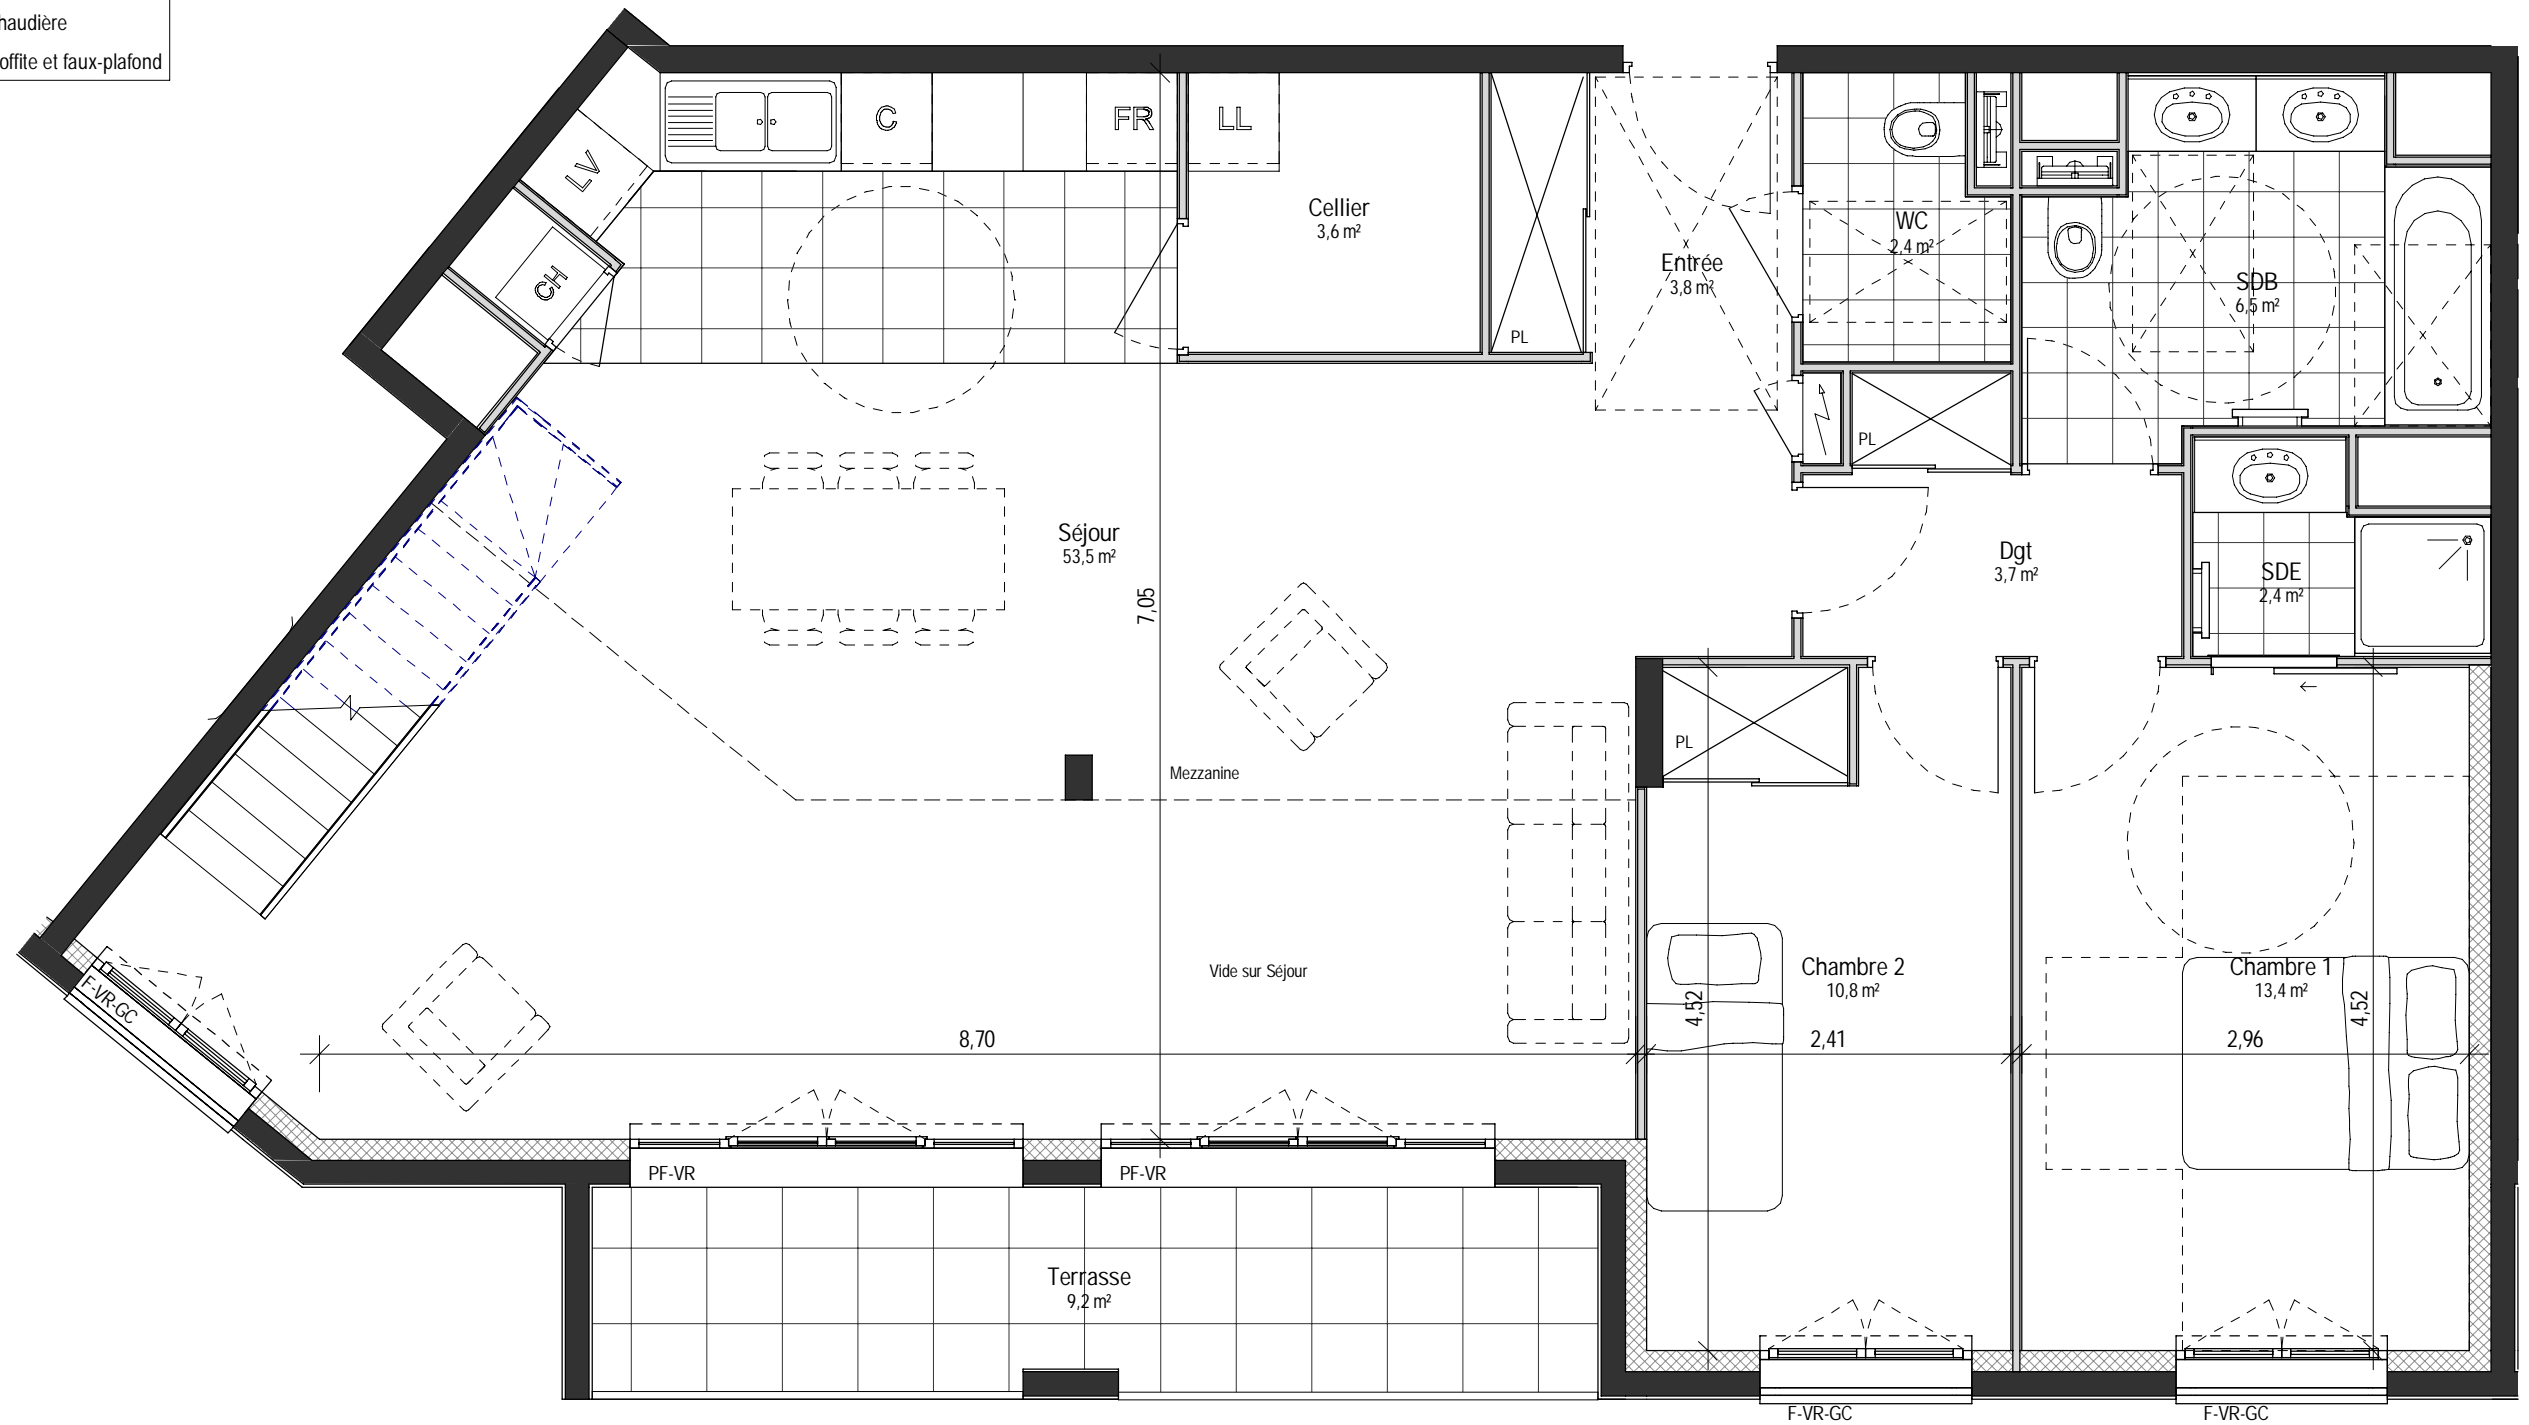 haudière
offite et faux-plafond
LV
C
FR
LL
CH
Cellier
3,6 m²
PL
Entrée
3,8 m²
WC
2,4 m²
SDB
6,5 m²
PL
Séjour
53,5 m²
7,05
Dgt
3,7 m²
SDE
2,4 m²
PL
Mezzanine
Vide sur Séjour
Chambre 2
10,8 m²
4,52
Chambre 1
13,4 m²
4,52
8,70
2,41
2,96
F-VR-GC
PF-VR
PF-VR
Terrasse
9,2 m²
F-VR-GC
F-VR-GC